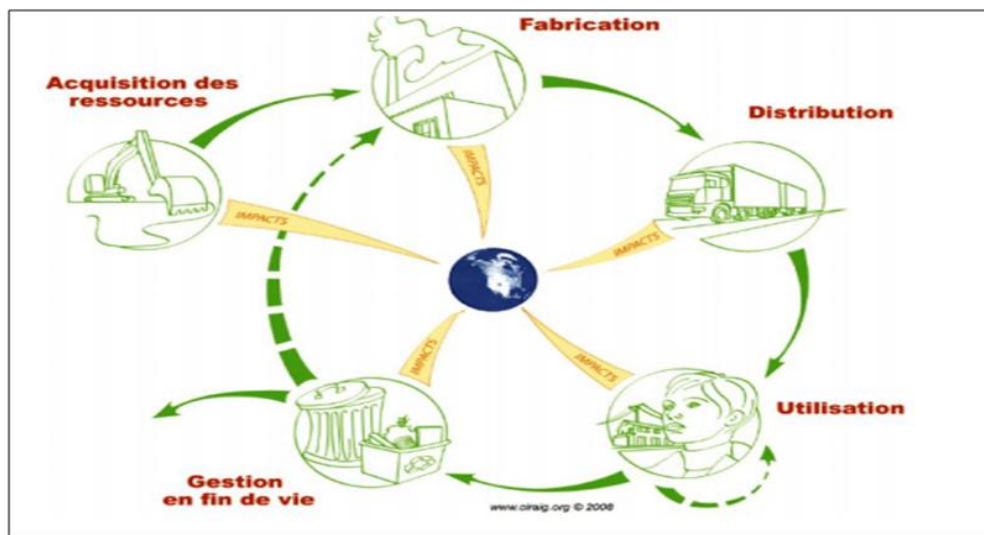 Fabrication
Acquisition des
ressources
Distribution
IMPACTS
IMPACTS
IMPACTS
IMPACTS
IMPACTS
Utilisation
Gestion
en fin de vie
www.ciraig.org © 2008